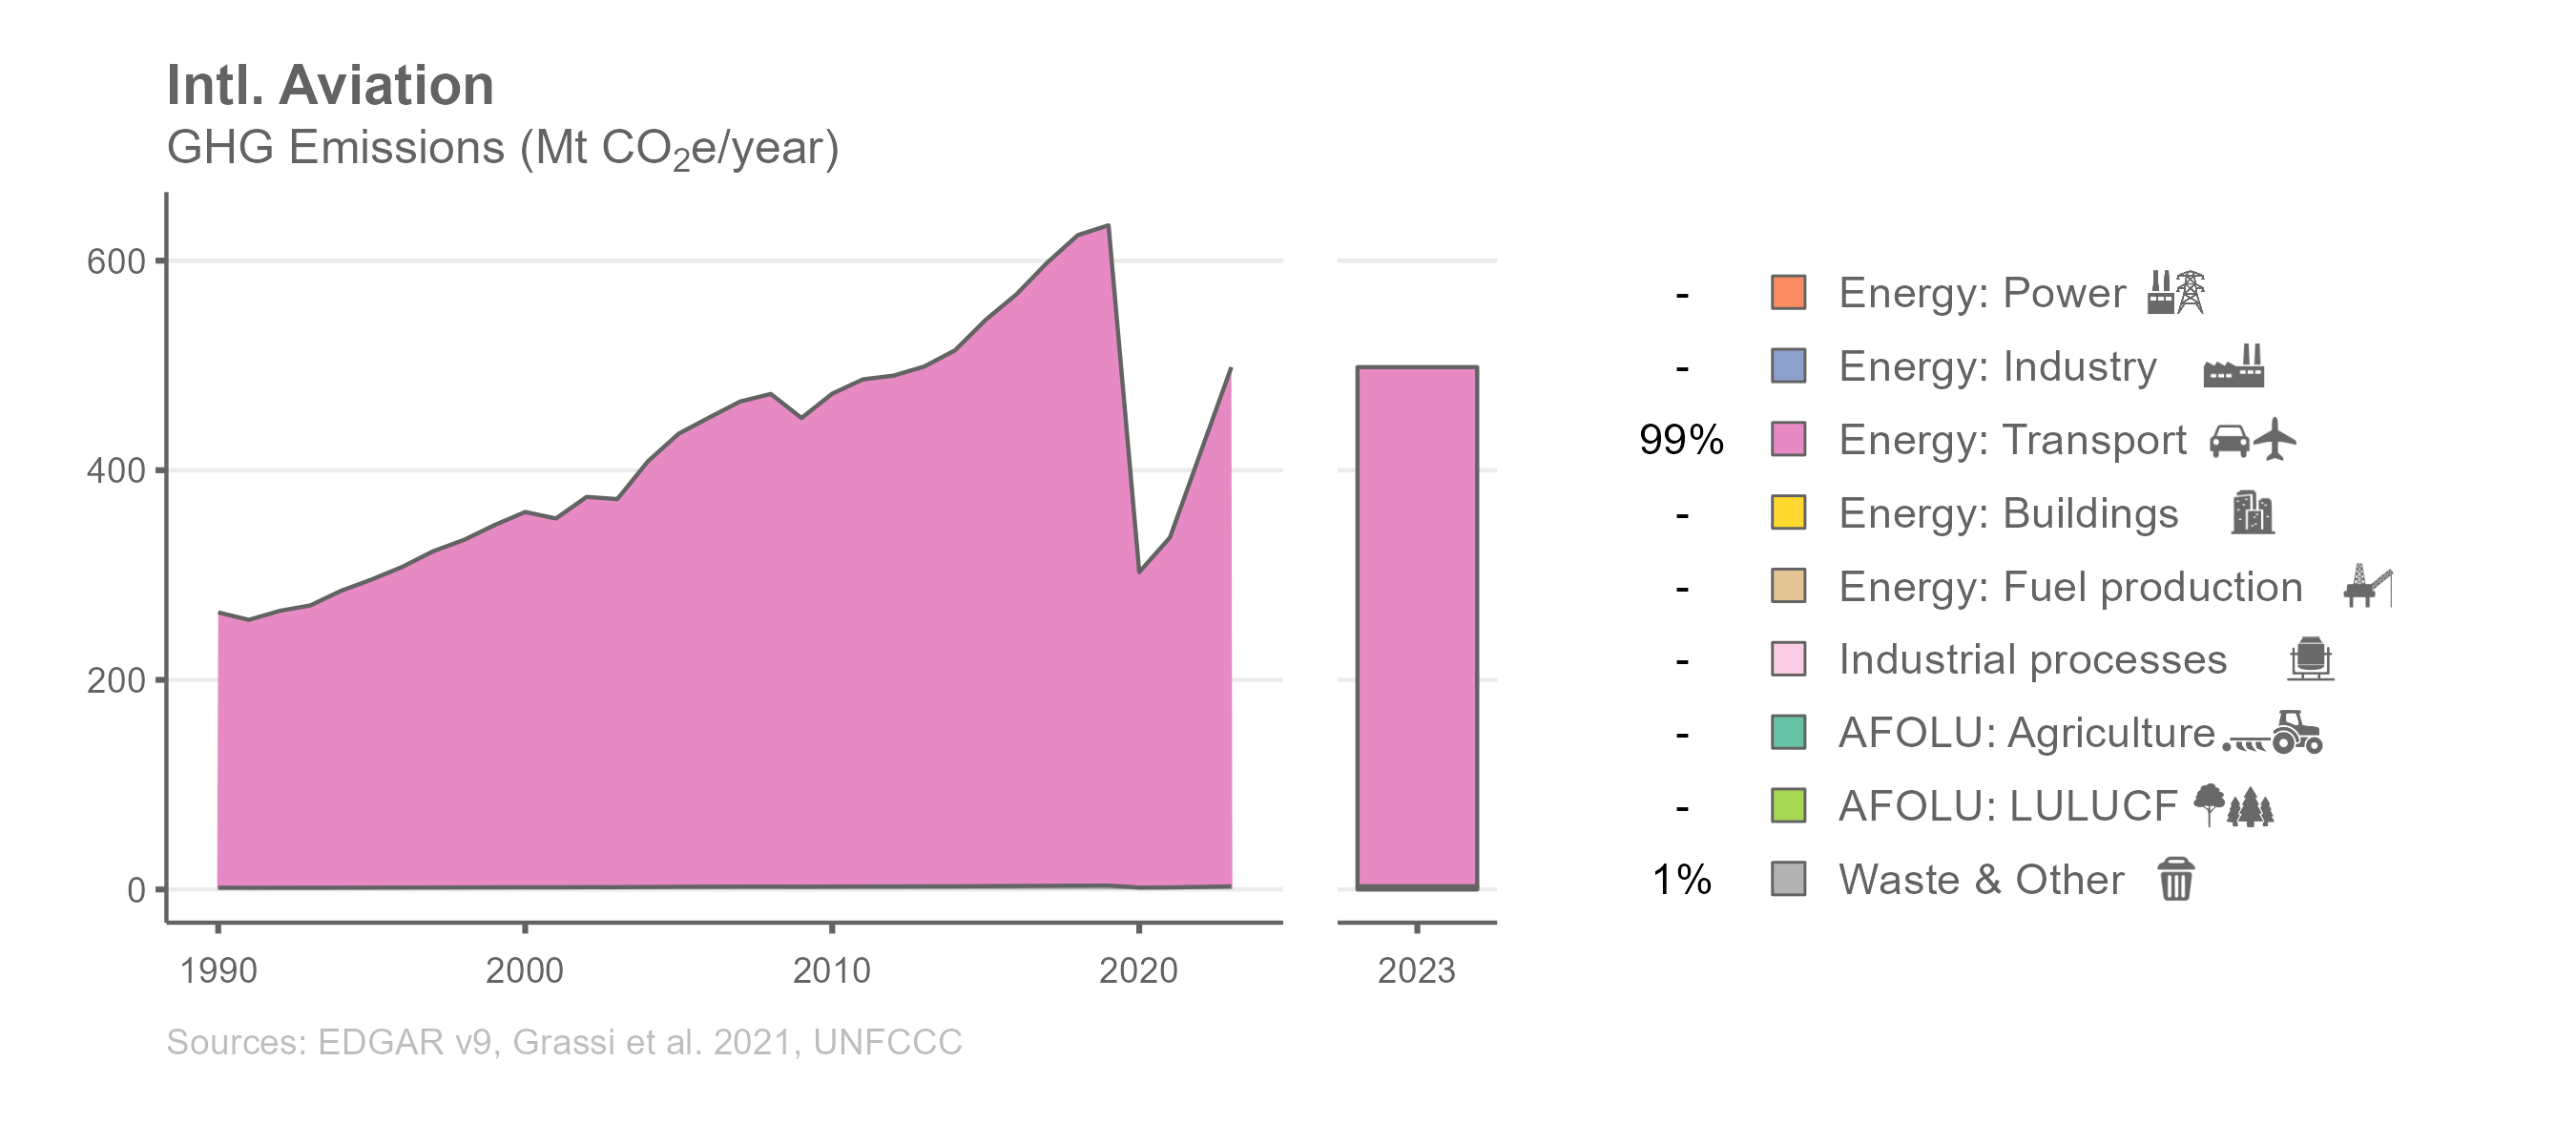 Intl. Aviation
GHG Emissions (Mt CO₂e/year)
600
400
200
0
1990 2000 2010 2020 2023
- Energy: Power
- Energy: Industry
99% Energy: Transport
- Energy: Buildings
- Energy: Fuel production
- Industrial processes
- AFOLU: Agriculture
- AFOLU: LULUCF
1% Waste & Other
Sources: EDGAR v9, Grassi et al. 2021, UNFCCC